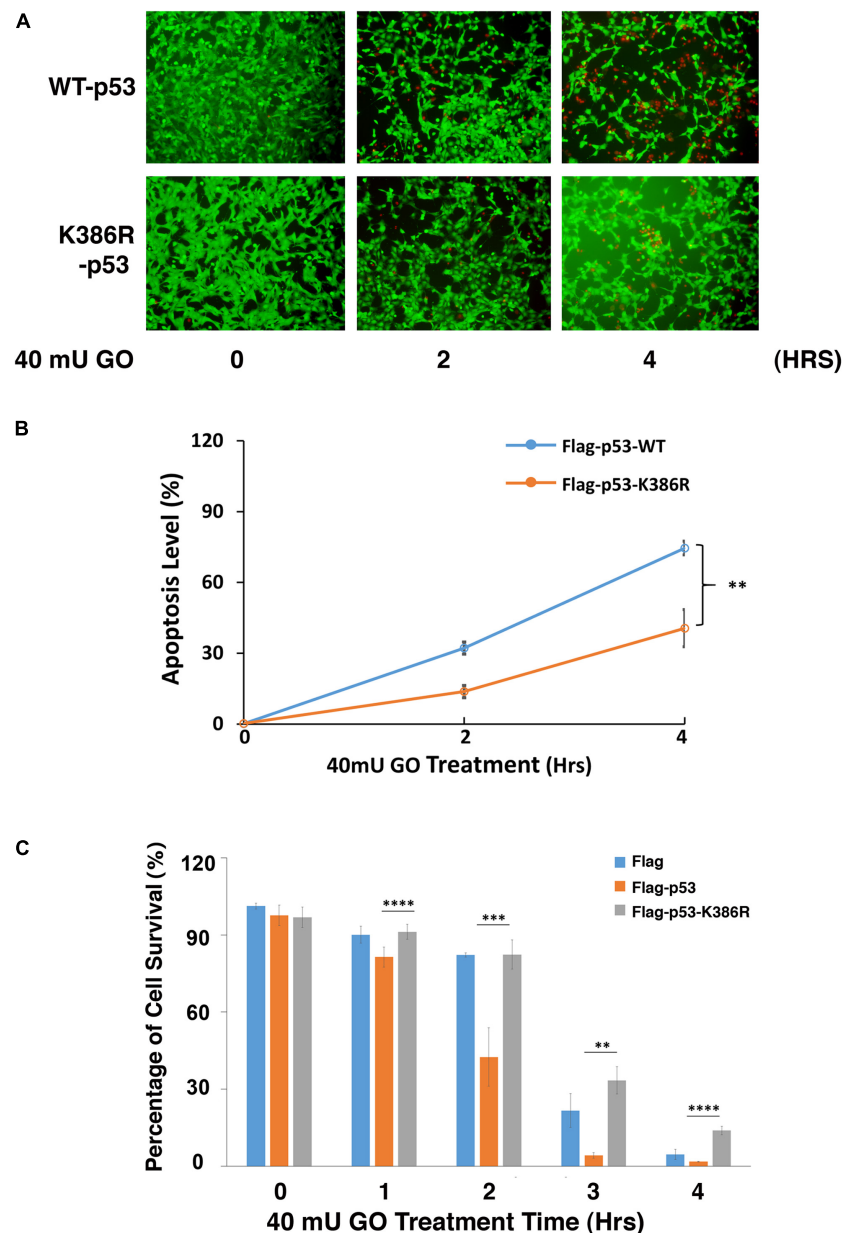 A
WT-p53
K386R
-p53
40 mU GO 0 2 4 (HRS)
B
Apoptosis Level (%)
120
90
60
30
0
Flag-p53-WT
Flag-p53-K386R
**
0 2 4
40mU GO Treatment (Hrs)
C
Percentage of Cell Survival (%)
120
90
60
30
0
Flag
Flag-p53
Flag-p53-K386R
****
***
**
****
0 1 2 3 4
40 mU GO Treatment Time (Hrs)